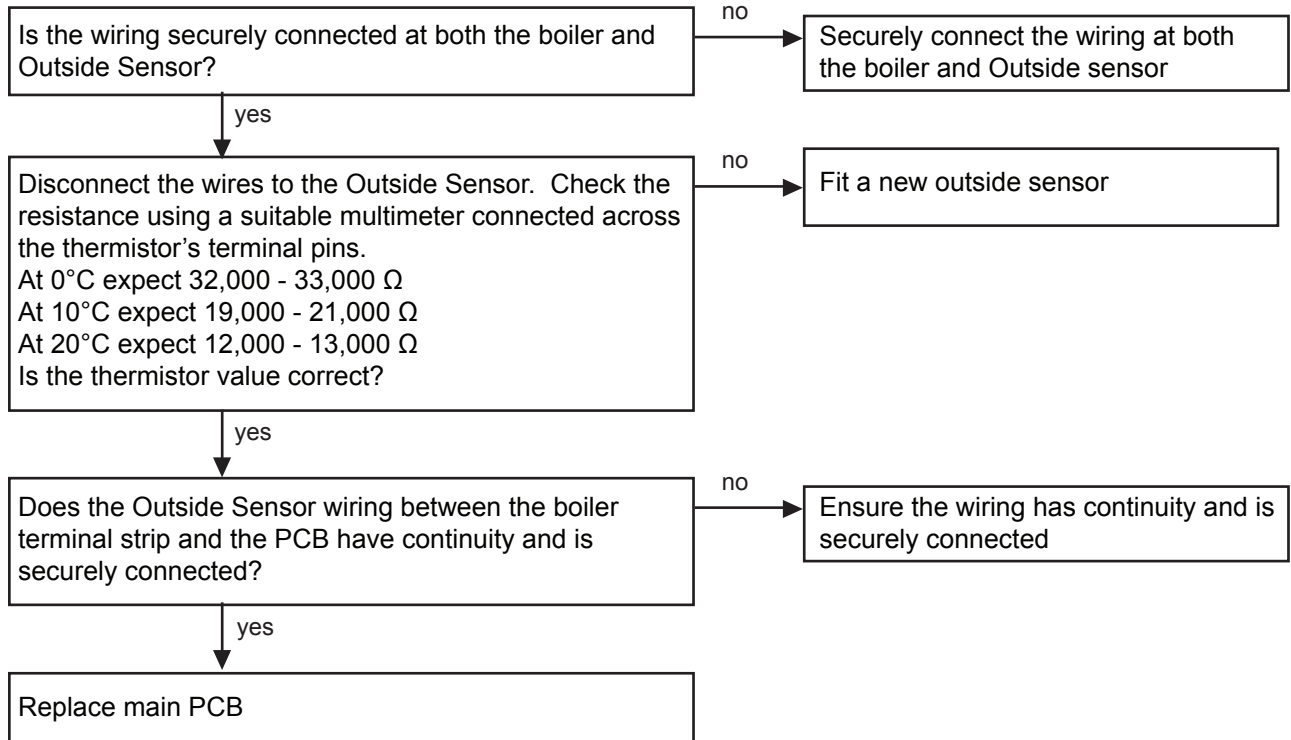 Is the wiring securely connected at both the boiler and
Outside Sensor?
no
Securely connect the wiring at both
the boiler and Outside sensor
yes
Disconnect the wires to the Outside Sensor.  Check the
resistance using a suitable multimeter connected across
the thermistor’s terminal pins.
At 0°C expect 32,000 - 33,000 Ω
At 10°C expect 19,000 - 21,000 Ω
At 20°C expect 12,000 - 13,000 Ω
Is the thermistor value correct?
no
Fit a new outside sensor
yes
Does the Outside Sensor wiring between the boiler
terminal strip and the PCB have continuity and is
securely connected?
no
Ensure the wiring has continuity and is
securely connected
yes
Replace main PCB